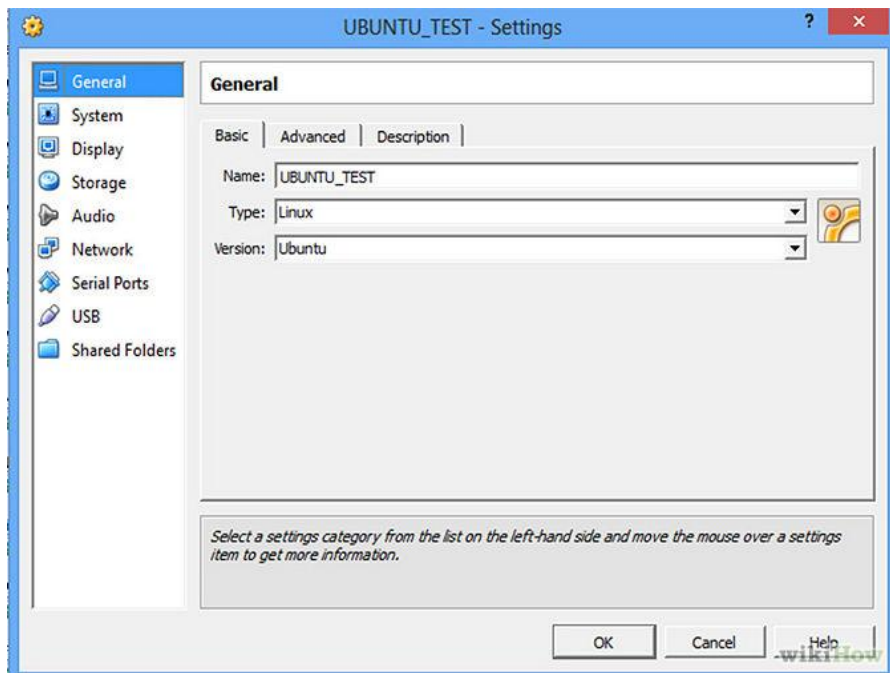 UBUNTU_TEST - Settings
?
×
General
System
Display
Storage
Audio
Network
Serial Ports
USB
Shared Folders
General
Basic
Advanced
Description
Name: UBUNTU_TEST
Type: Linux
Version: Ubuntu
Select a settings category from the list on the left-hand side and move the mouse over a settings
item to get more information.
OK
Cancel
Help
wikiHow